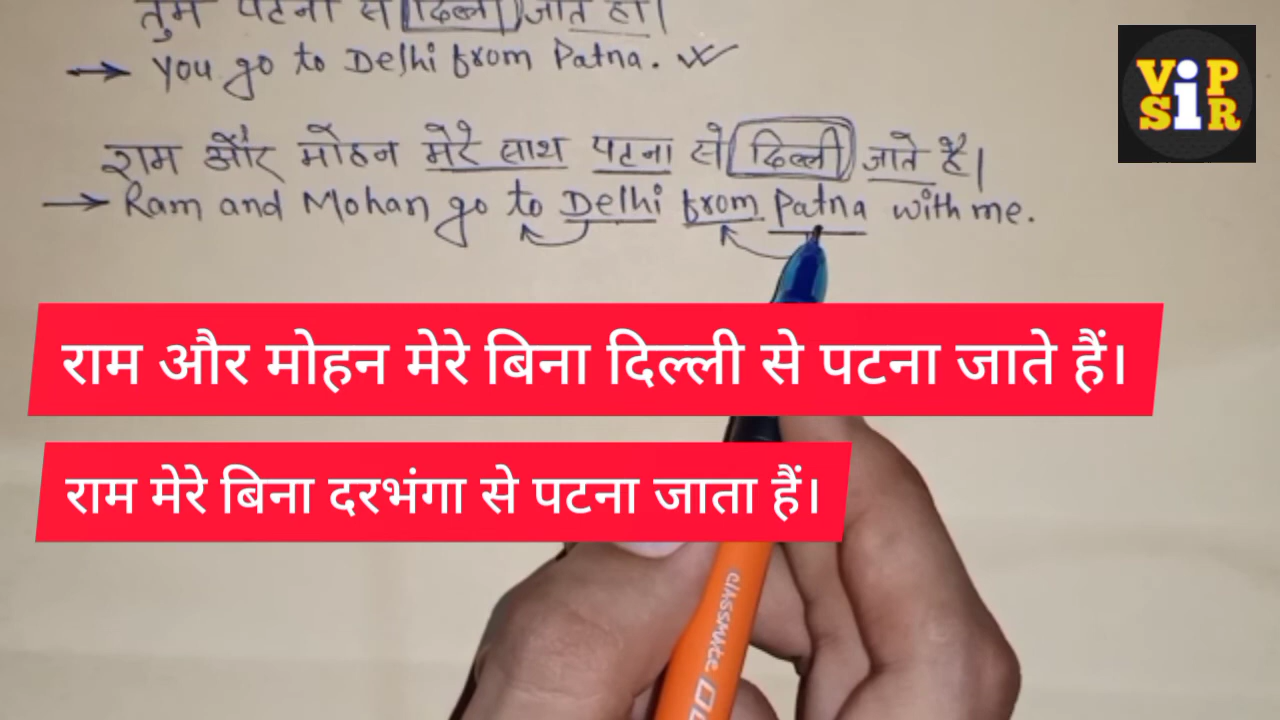 तुम पटना से दिल्ली जाते हो।
→ You go to Delhi from Patna.
राम और मोहन मेरे साथ पटना से दिल्ली जाते है।
→ Ram and Mohan go to Delhi from Patna with me.
राम और मोहन मेरे बिना दिल्ली से पटना जाते हैं।
राम मेरे बिना दरभंगा से पटना जाता हैं।
classmate
ViP
SiR